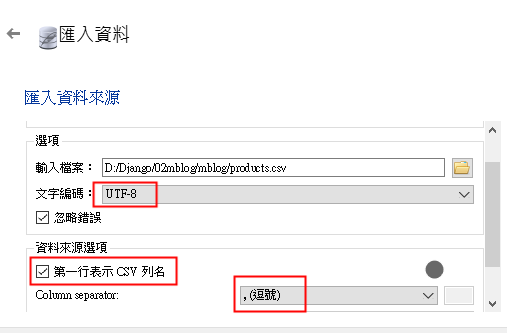 匯入資料
匯入資料來源
選項
輸入檔案： D:/Django/02mblog/mblog/products.csv
文字編碼： UTF-8
忽略錯誤
資料來源選項
第一行表示 CSV 列名
Column separator: , (逗號)